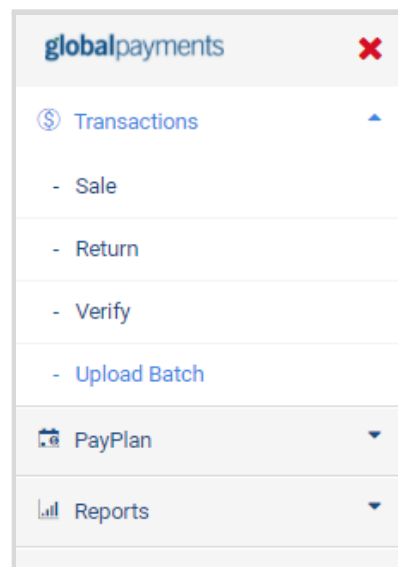 globalpayments
Transactions
- Sale
- Return
- Verify
- Upload Batch
PayPlan
Reports